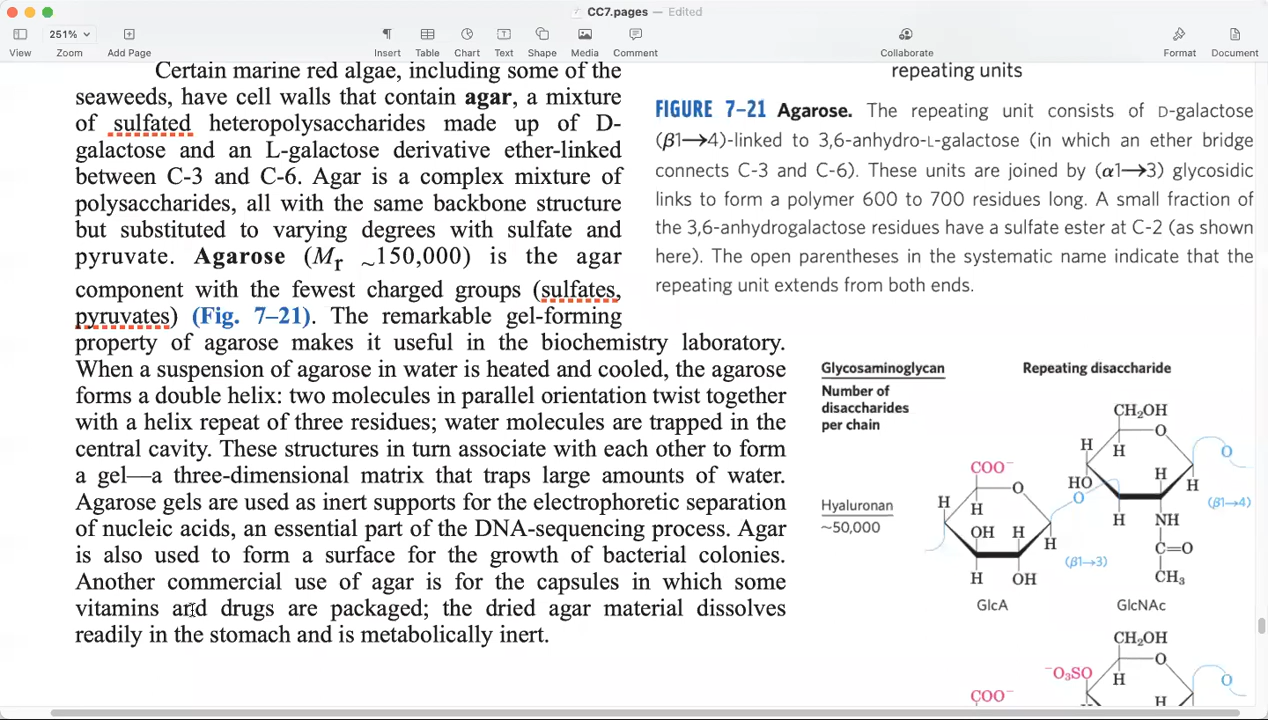 CC7.pages — Edited
251%
View
Zoom
Add Page
Insert
Table
Chart
Text
Shape
Media
Comment
Collaborate
Format
Document
Certain marine red algae, including some of the
seaweeds, have cell walls that contain agar, a mixture
of sulfated heteropolysaccharides made up of D-
galactose and an L-galactose derivative ether-linked
between C-3 and C-6. Agar is a complex mixture of
polysaccharides, all with the same backbone structure
but substituted to varying degrees with sulfate and
pyruvate. Agarose (Mr ~150,000) is the agar
component with the fewest charged groups (sulfates,
pyruvates) (Fig. 7–21). The remarkable gel-forming
property of agarose makes it useful in the biochemistry laboratory.
When a suspension of agarose in water is heated and cooled, the agarose
forms a double helix: two molecules in parallel orientation twist together
with a helix repeat of three residues; water molecules are trapped in the
central cavity. These structures in turn associate with each other to form
a gel—a three-dimensional matrix that traps large amounts of water.
Agarose gels are used as inert supports for the electrophoretic separation
of nucleic acids, an essential part of the DNA-sequencing process. Agar
is also used to form a surface for the growth of bacterial colonies.
Another commercial use of agar is for the capsules in which some
vitamins and drugs are packaged; the dried agar material dissolves
readily in the stomach and is metabolically inert.
repeating units
FIGURE 7–21 Agarose. The repeating unit consists of D-galactose
(β1→4)-linked to 3,6-anhydro-L-galactose (in which an ether bridge
connects C-3 and C-6). These units are joined by (α1→3) glycosidic
links to form a polymer 600 to 700 residues long. A small fraction of
the 3,6-anhydrogalactose residues have a sulfate ester at C-2 (as shown
here). The open parentheses in the systematic name indicate that the
repeating unit extends from both ends.
Glycosaminoglycan
Repeating disaccharide
Number of
disaccharides
per chain
Hyaluronan
~50,000
CH₂OH
O
H
H
O
H
HO
H
(β1→4)
O
H
NH
C=O
CH₃
COO⁻
O
H
H
OH
H
H
(β1→3)
H
OH
GlcA
GlcNAc
CH₂OH
O
⁻O₃SO
H
O
COO⁻
H